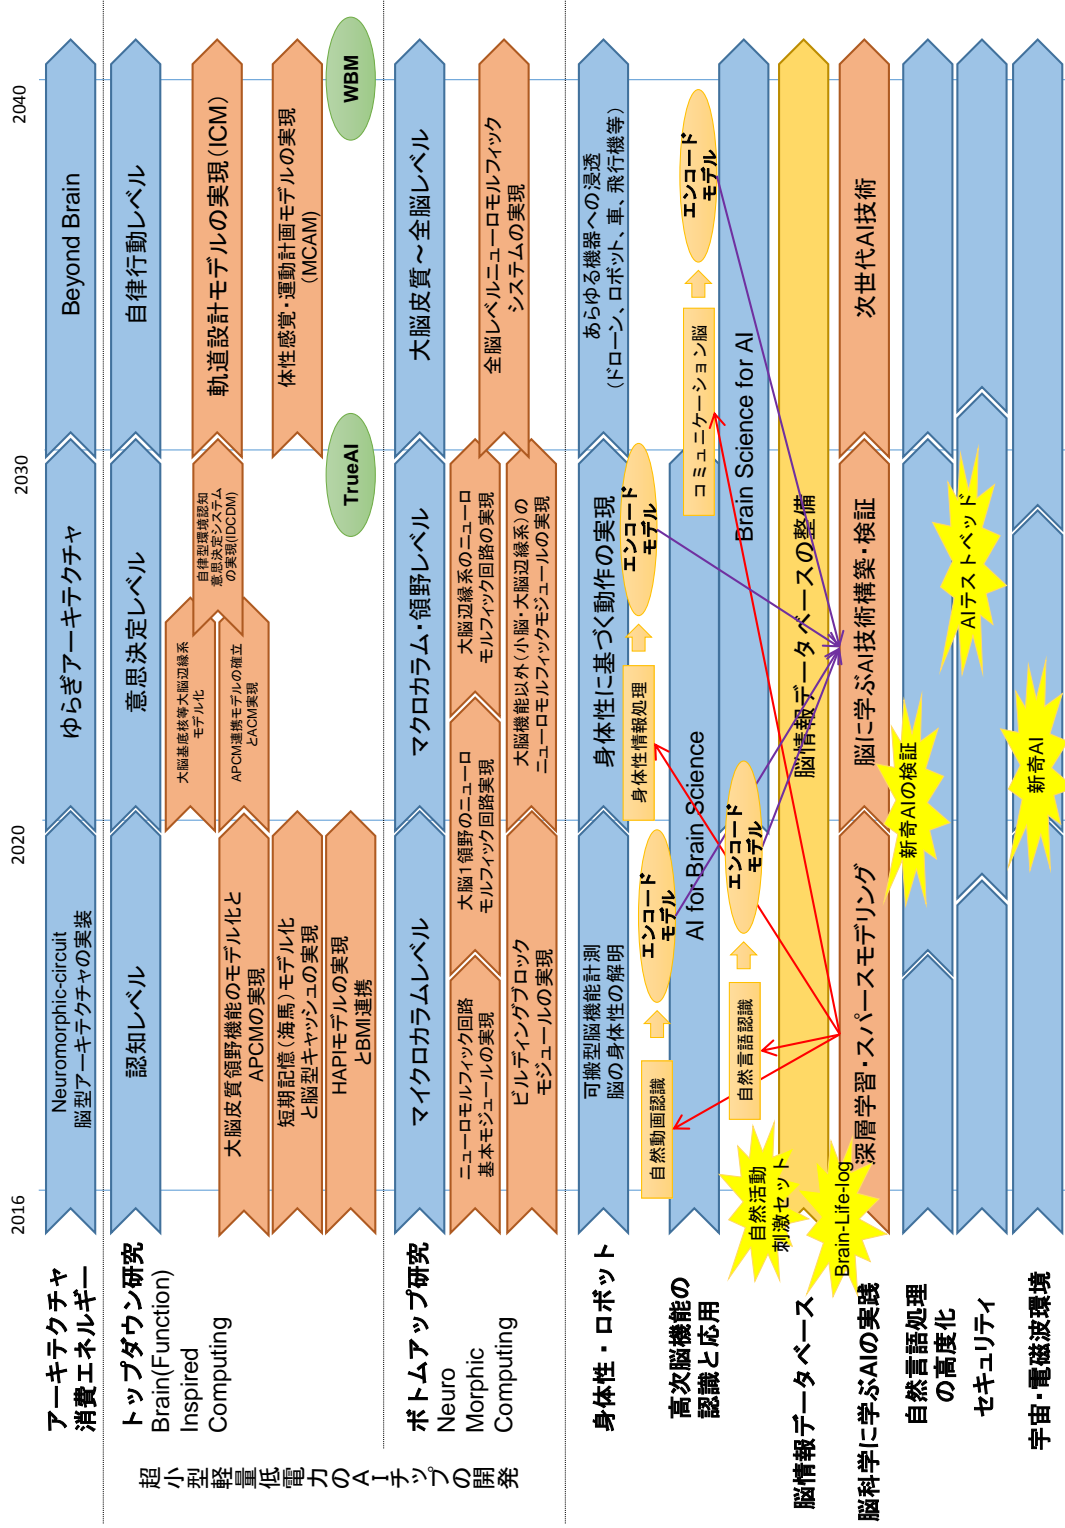 2016
2020
2030
2040
アーキテクチャ
消費エネルギー
Neuromorphic-circuit
脳型アーキテクチャの実装
ゆらぎアーキテクチャ
Beyond Brain
超小型軽量低電力のAIチップの開発
トップダウン研究
Brain(Function)
Inspired
Computing
認知レベル
意思決定レベル
自律行動レベル
大脳基底核等大脳辺縁系
モデル化
自律型環境認知
意思決定システム
の実現(IDCDM)
軌道設計モデルの実現(ICM)
大脳皮質領野機能のモデル化と
APCMの実現
APCM連携モデルの確立
とACM実現
短期記憶(海馬)モデル化
と脳型キャッシュの実現
体性感覚・運動計画モデルの実現
(MCAM)
HAPIモデルの実現
とBMI連携
TrueAI
WBM
ボトムアップ研究
Neuro
Morphic
Computing
マイクロカラムレベル
マクロカラム・領野レベル
大脳皮質～全脳レベル
ニューロモルフィック回路
基本モジュールの実現
大脳1領野のニューロ
モルフィック回路実現
大脳辺縁系のニューロ
モルフィック回路の実現
全脳レベルニューロモルフィック
システムの実現
ビルディングブロック
モジュールの実現
大脳機能以外(小脳・大脳辺縁系)の
ニューロモルフィックモジュールの実現
身体性・ロボット
可搬型脳機能計測
脳の身体性の解明
身体性に基づく動作の実現
あらゆる機器への浸透
(ドローン、ロボット、車、飛行機等)
高次脳機能の
認識と応用
自然動画認識
エンコード
モデル
身体性情報処理
エンコード
モデル
コミュニケーション脳
エンコード
モデル
AI for Brain Science
Brain Science for AI
自然言語認識
エンコード
モデル
自然活動
刺激セット
脳情報データベース
脳情報データベースの整備
Brain-Life-log
脳科学に学ぶAIの実践
深層学習・スパースモデリング
脳に学ぶAI技術構築・検証
次世代AI技術
自然言語処理
の高度化
新奇AIの検証
セキュリティ
AIテストベッド
宇宙・電磁波環境
新奇AI